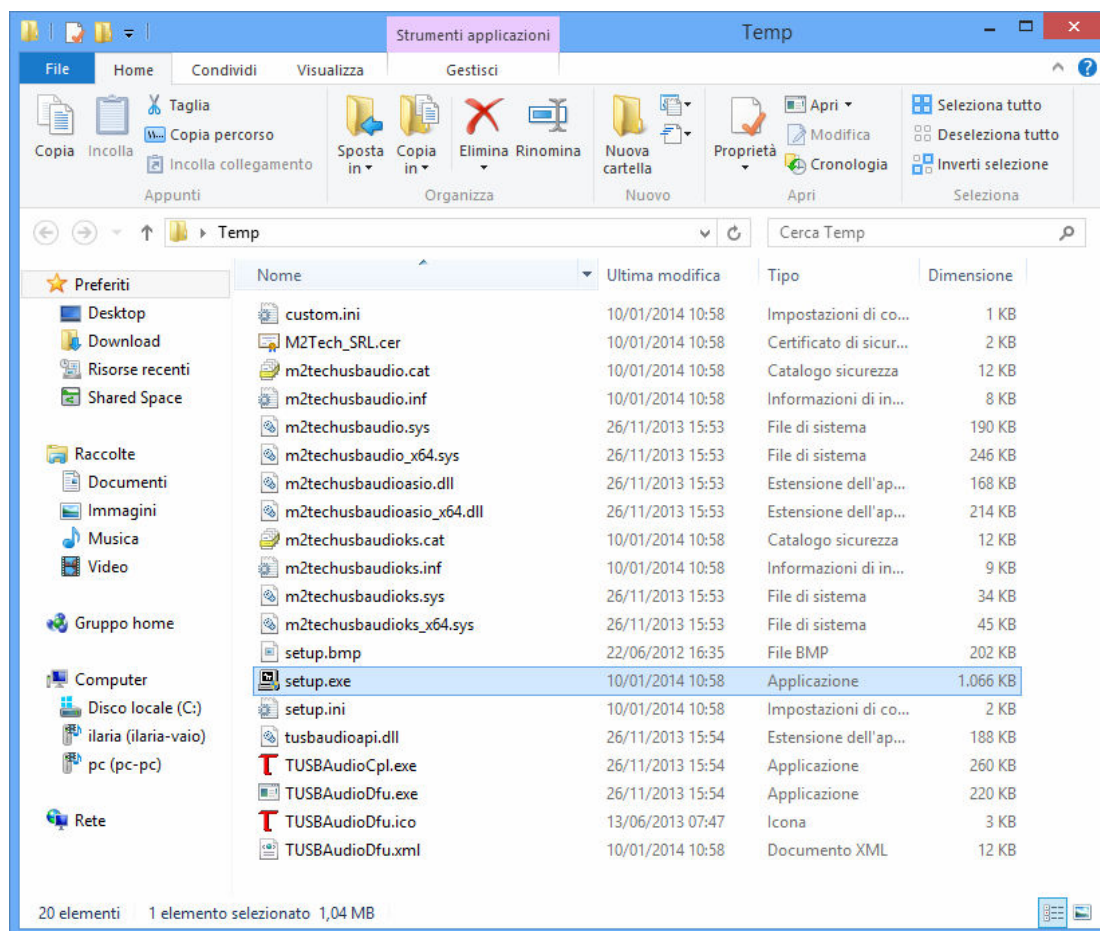 Strumenti applicazioni
Temp
File Home Condividi Visualizza Gestisci
Copia
Incolla
Taglia
Copia percorso
Incolla collegamento
Appunti
Sposta in
Copia in
Elimina
Rinomina
Organizza
Nuova cartella
Nuovo
Proprietà
Apri
Modifica
Cronologia
Apri
Seleziona tutto
Deseleziona tutto
Inverti selezione
Seleziona
Temp
Cerca Temp
Preferiti
Desktop
Download
Risorse recenti
Shared Space
Raccolte
Documenti
Immagini
Musica
Video
Gruppo home
Computer
Disco locale (C:)
ilaria (ilaria-vaio)
pc (pc-pc)
Rete
Nome Ultima modifica Tipo Dimensione
custom.ini 10/01/2014 10:58 Impostazioni di co... 1 KB
M2Tech_SRL.cer 10/01/2014 10:58 Certificato di sicur... 2 KB
m2techusbaudio.cat 10/01/2014 10:58 Catalogo sicurezza 12 KB
m2techusbaudio.inf 10/01/2014 10:58 Informazioni di in... 8 KB
m2techusbaudio.sys 26/11/2013 15:53 File di sistema 190 KB
m2techusbaudio_x64.sys 26/11/2013 15:53 File di sistema 246 KB
m2techusbaudioasio.dll 26/11/2013 15:53 Estensione dell'ap... 168 KB
m2techusbaudioasio_x64.dll 26/11/2013 15:53 Estensione dell'ap... 214 KB
m2techusbaudioks.cat 10/01/2014 10:58 Catalogo sicurezza 12 KB
m2techusbaudioks.inf 10/01/2014 10:58 Informazioni di in... 9 KB
m2techusbaudioks.sys 26/11/2013 15:53 File di sistema 34 KB
m2techusbaudioks_x64.sys 26/11/2013 15:53 File di sistema 45 KB
setup.bmp 22/06/2012 16:35 File BMP 202 KB
setup.exe 10/01/2014 10:58 Applicazione 1.066 KB
setup.ini 10/01/2014 10:58 Impostazioni di co... 2 KB
tusbaudioapi.dll 26/11/2013 15:54 Estensione dell'ap... 188 KB
TUSBAudioCpl.exe 26/11/2013 15:54 Applicazione 260 KB
TUSBAudioDfu.exe 26/11/2013 15:54 Applicazione 220 KB
TUSBAudioDfu.ico 13/06/2013 07:47 Icona 3 KB
TUSBAudioDfu.xml 10/01/2014 10:58 Documento XML 12 KB
20 elementi 1 elemento selezionato 1,04 MB